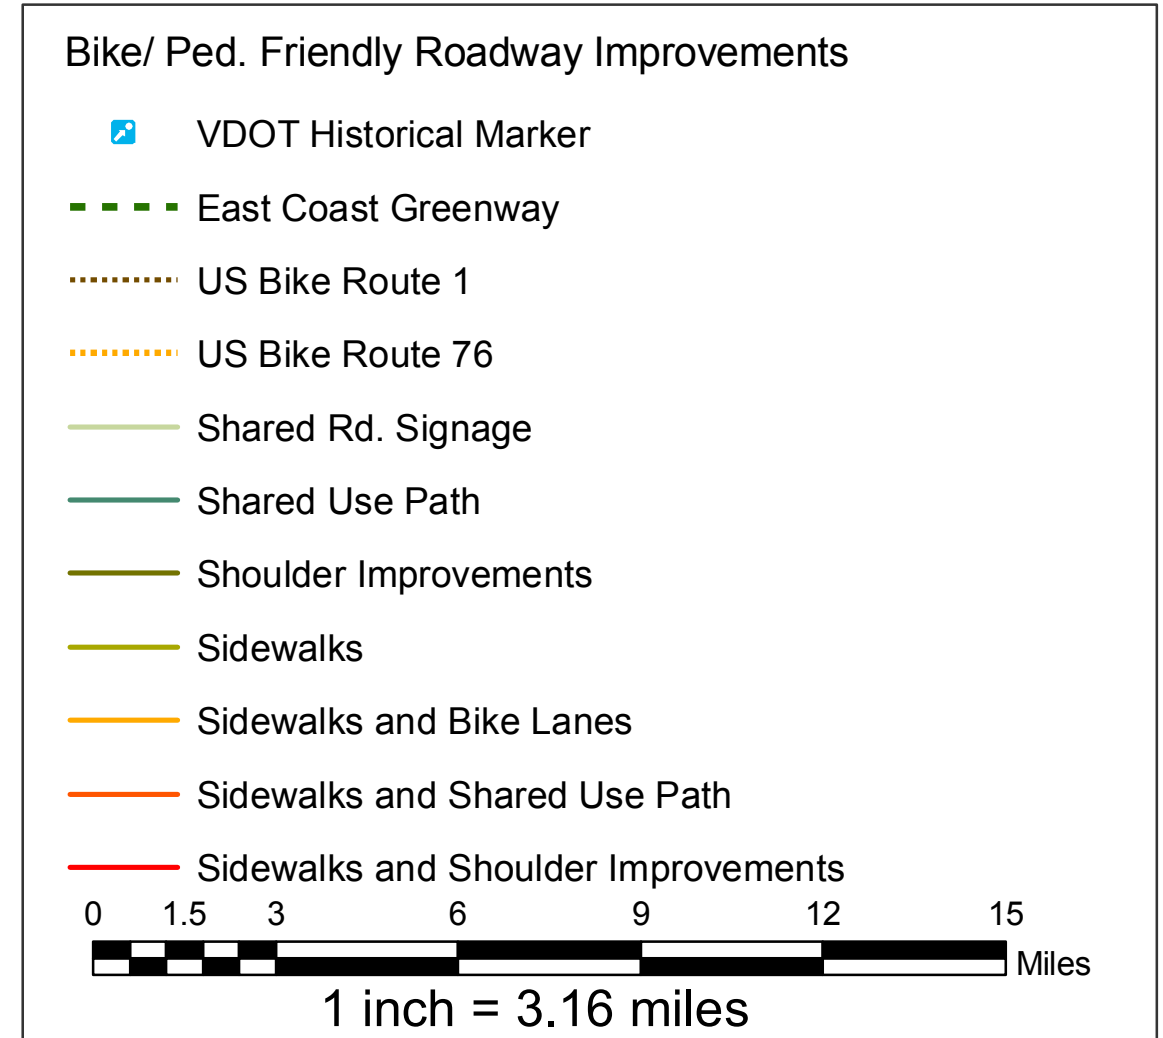 Bike/ Ped. Friendly Roadway Improvements
VDOT Historical Marker
East Coast Greenway
US Bike Route 1
US Bike Route 76
Shared Rd. Signage
Shared Use Path
Shoulder Improvements
Sidewalks
Sidewalks and Bike Lanes
Sidewalks and Shared Use Path
Sidewalks and Shoulder Improvements
0 1.5 3 6 9 12 15
Miles
1 inch = 3.16 miles